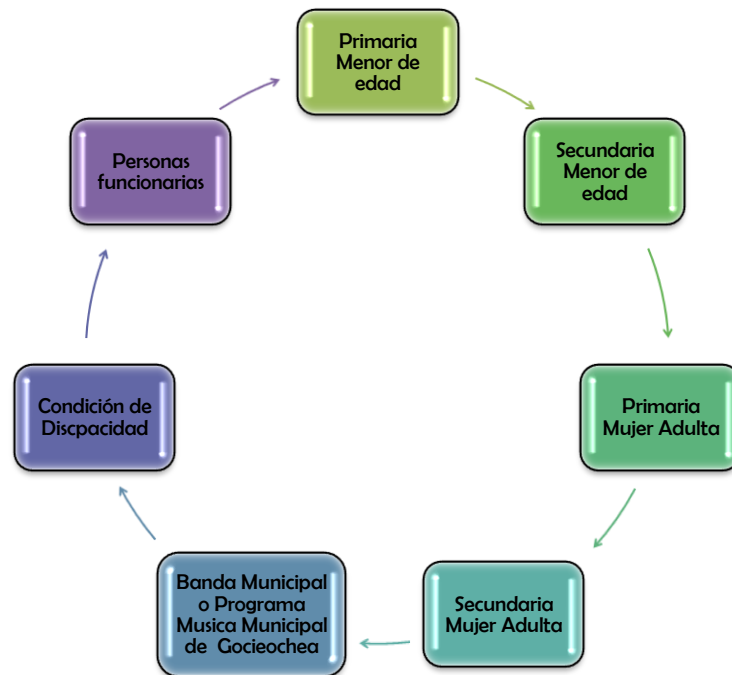 Primaria
Menor de
edad
Secundaria
Menor de
edad
Primaria
Mujer Adulta
Secundaria
Mujer Adulta
Banda Municipal
o Programa
Musica Municipal
de Gocieochea
Condición de
Discpacidad
Personas
funcionarias